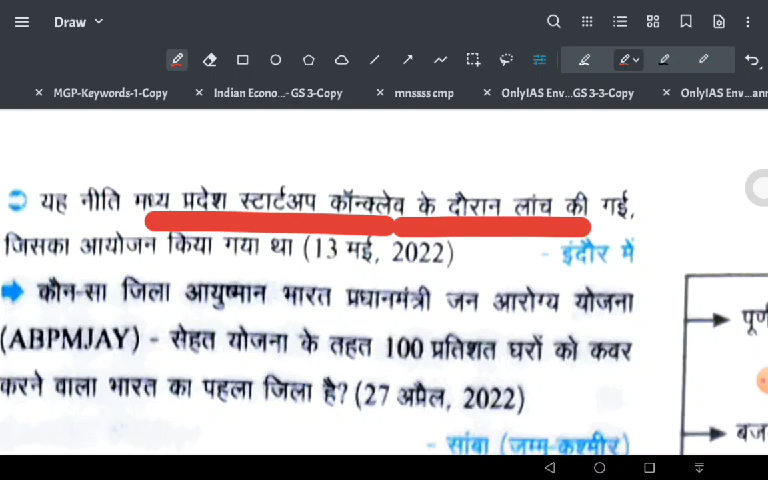 Draw
MGP-Keywords-1-Copy
Indian Econo...-GS 3-Copy
mnssss cmp
OnlyIAS Env...GS 3-3-Copy
OnlyIAS Env...ann
यह नीति मध्य प्रदेश स्टार्टअप कॉन्क्लेव के दौरान लांच की गई,
जिसका आयोजन किया गया था (13 मई, 2022) - इंदौर में
कौन-सा जिला आयुष्मान भारत प्रधानमंत्री जन आरोग्य योजना
(ABPMJAY) - सेहत योजना के तहत 100 प्रतिशत घरों को कवर
करने वाला भारत का पहला जिला है? (27 अप्रैल, 2022)
- सांबा (जम्मू-कश्मीर)
पूर्ण
बज